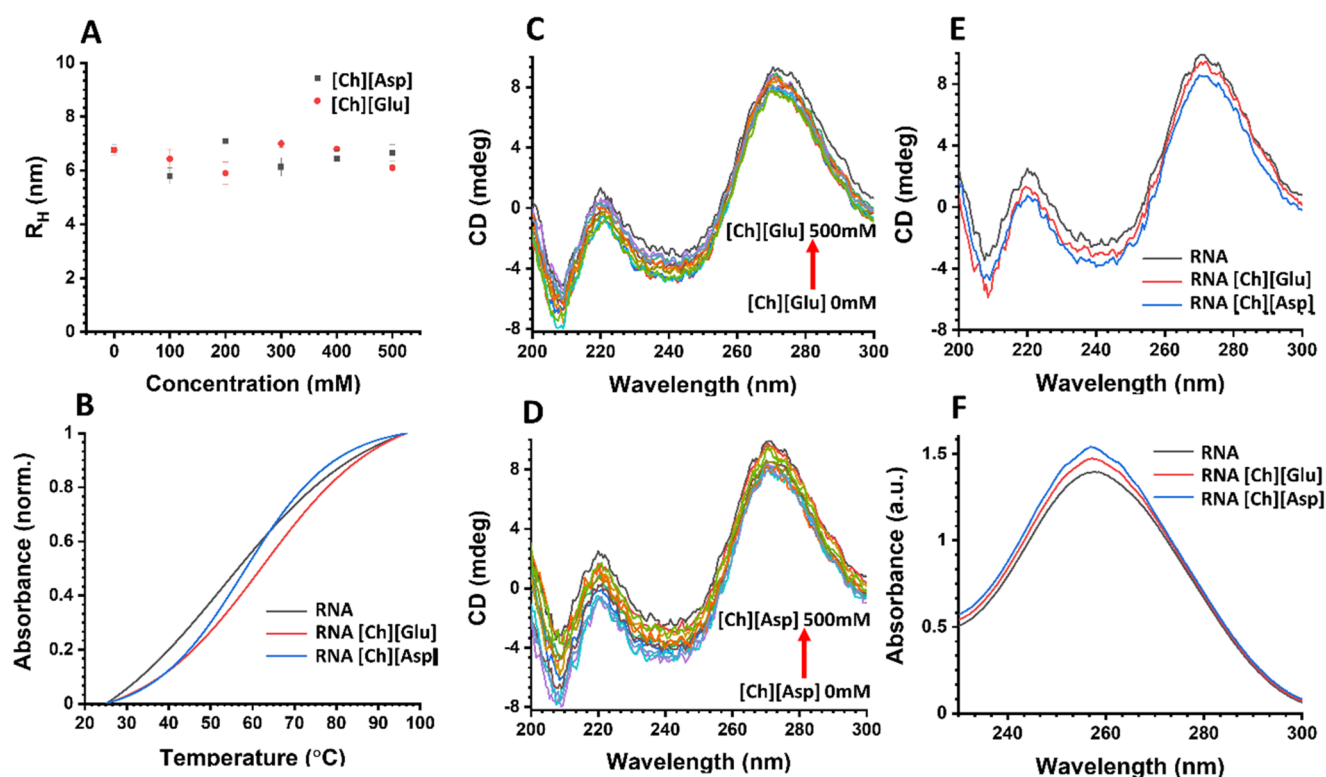 A
10
8
6
4
2
0
R_H (nm)
[Ch][Asp]
[Ch][Glu]
0 100 200 300 400 500
Concentration (mM)
B
1
0.8
0.6
0.4
0.2
0
Absorbance (norm.)
RNA
RNA [Ch][Glu]
RNA [Ch][Asp]
20 30 40 50 60 70 80 90 100
Temperature (°C)
C
8
4
0
-4
-8
CD (mdeg)
[Ch][Glu] 500mM
[Ch][Glu] 0mM
200 220 240 260 280 300
Wavelength (nm)
D
8
4
0
-4
-8
CD (mdeg)
[Ch][Asp] 500mM
[Ch][Asp] 0mM
200 220 240 260 280 300
Wavelength (nm)
E
8
4
0
-4
-8
CD (mdeg)
RNA
RNA [Ch][Glu]
RNA [Ch][Asp]
200 220 240 260 280 300
Wavelength (nm)
F
1.5
1
0.5
0
Absorbance (a.u.)
RNA
RNA [Ch][Glu]
RNA [Ch][Asp]
240 260 280 300
Wavelength (nm)